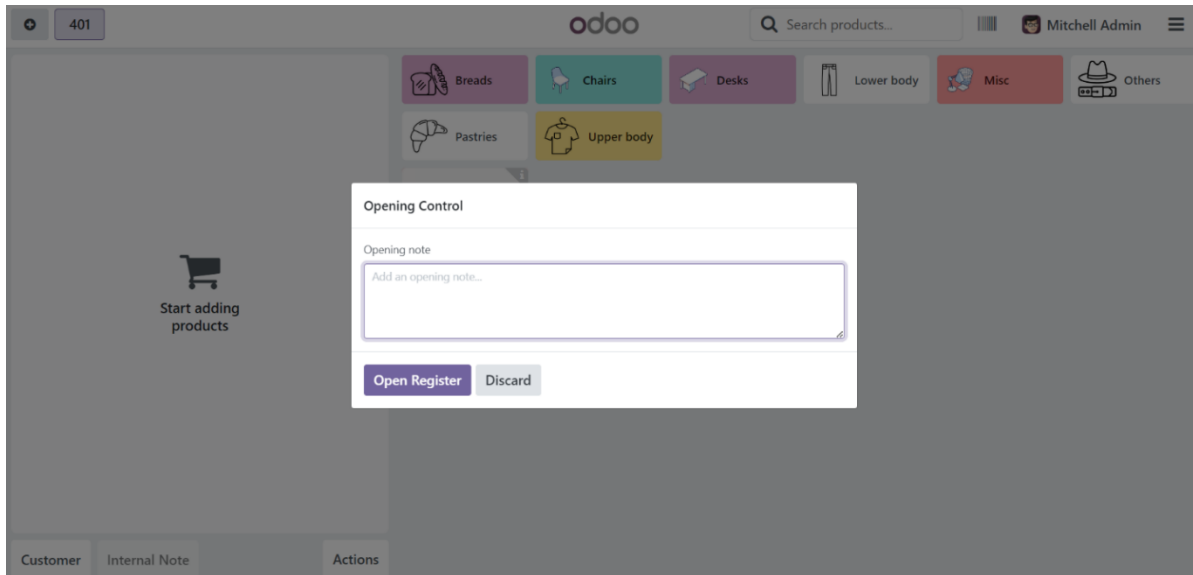 401
odoo
Search products...
Mitchell Admin
Breads
Chairs
Desks
Lower body
Misc
Others
Pastries
Upper body
i
Opening Control
Opening note
Add an opening note...
Start adding
products
Open Register
Discard
Customer
Internal Note
Actions